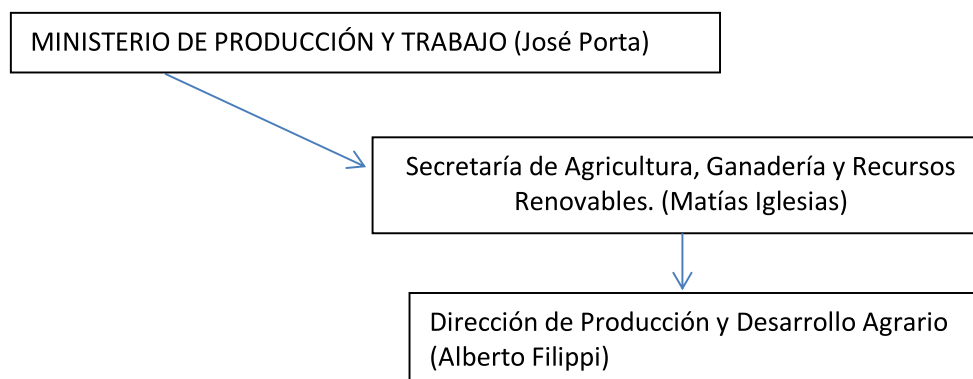 MINISTERIO DE PRODUCCIÓN Y TRABAJO (José Porta)
Secretaría de Agricultura, Ganadería y Recursos
Renovables. (Matías Iglesias)
Dirección de Producción y Desarrollo Agrario
(Alberto Filippi)